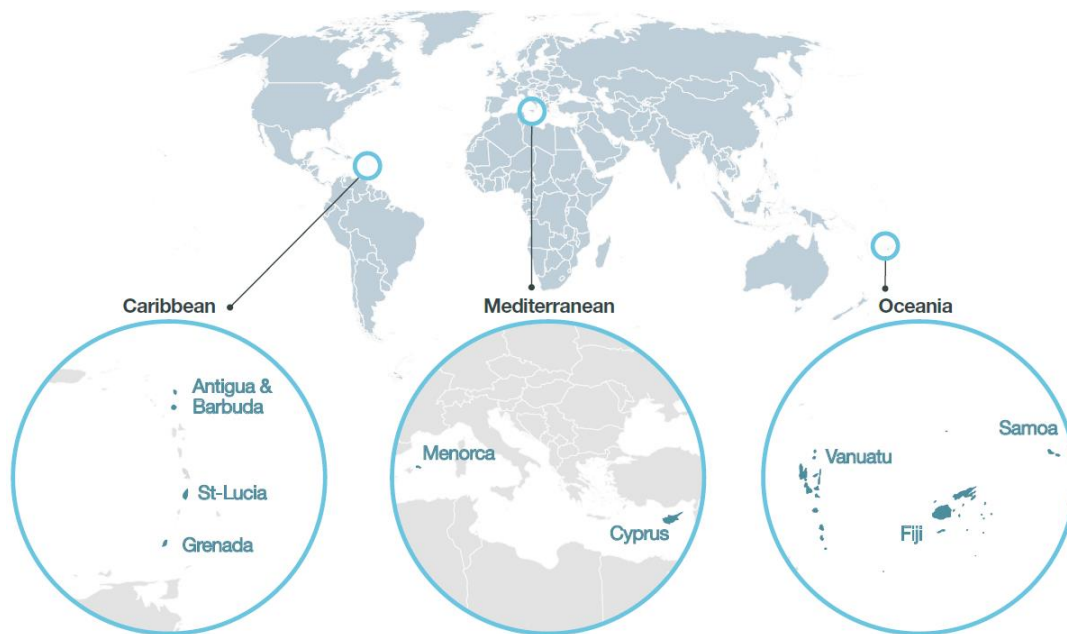 Caribbean
Mediterranean
Oceania
Antigua &
Barbuda
St-Lucia
Grenada
Menorca
Cyprus
Samoa
Vanuatu
Fiji